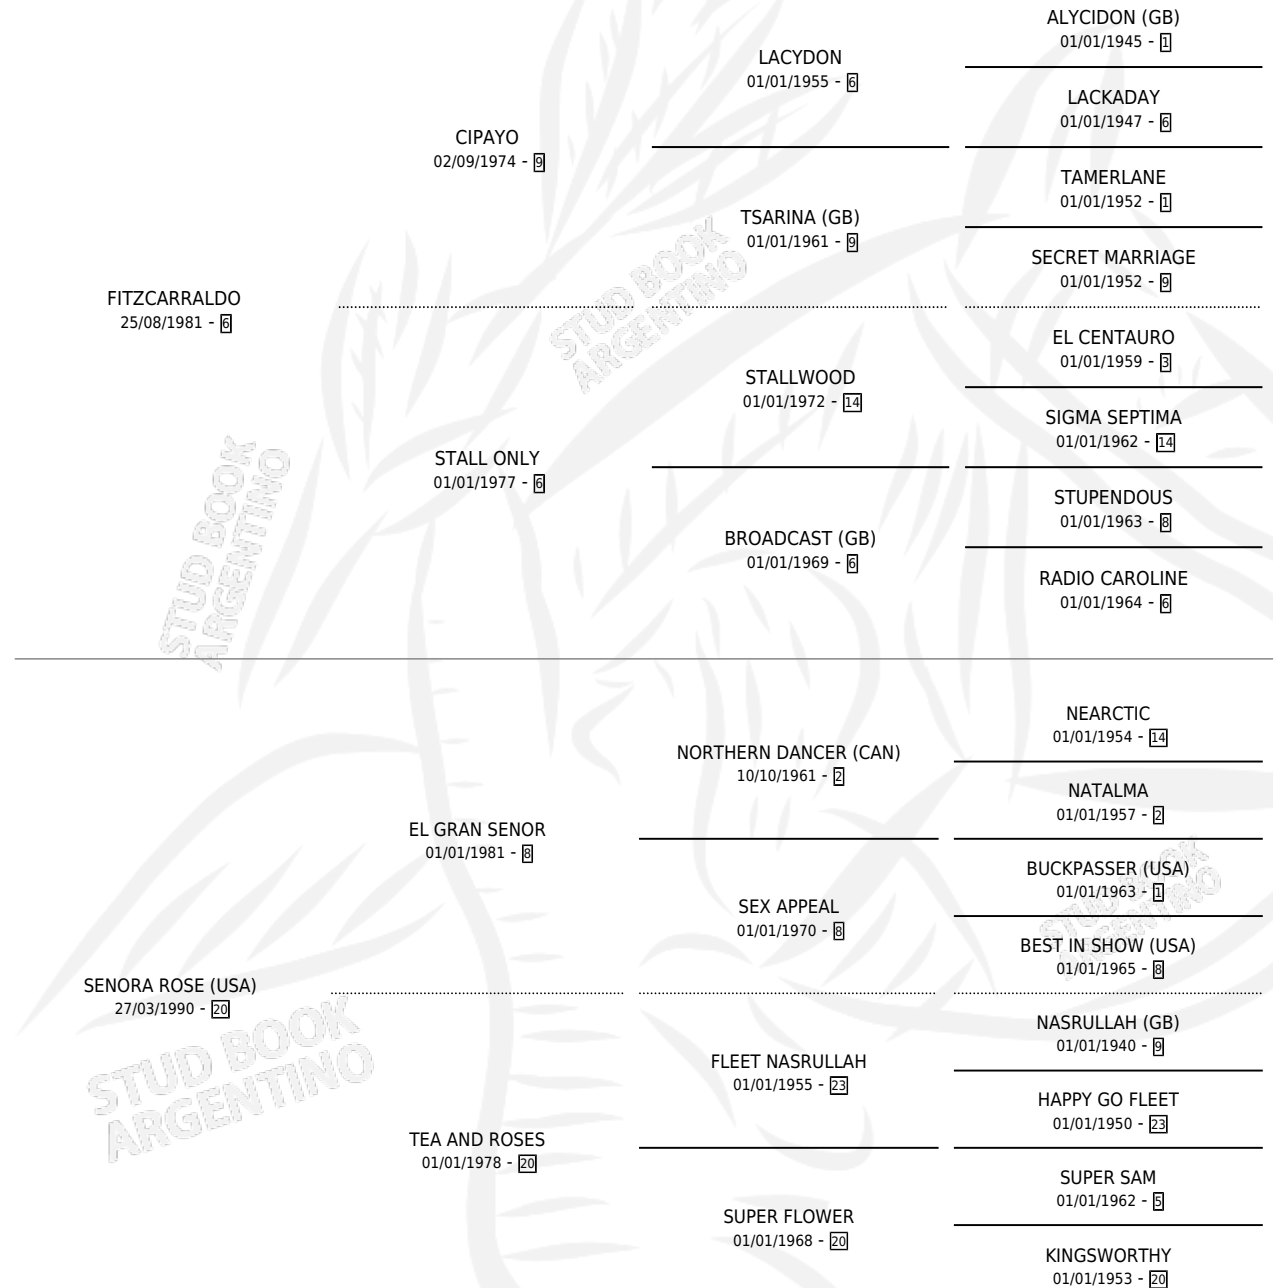 ALYCIDON (GB)
01/01/1945 - 1
LACYDON
01/01/1955 - 6
LACKADAY
01/01/1947 - 6
CIPAYO
02/09/1974 - 9
TAMERLANE
01/01/1952 - 1
TSARINA (GB)
01/01/1961 - 9
SECRET MARRIAGE
01/01/1952 - 9
FITZCARRALDO
25/08/1981 - 6
EL CENTAURO
01/01/1959 - 3
STALLWOOD
01/01/1972 - 14
SIGMA SEPTIMA
01/01/1962 - 14
STALL ONLY
01/01/1977 - 6
STUPENDOUS
01/01/1963 - 8
BROADCAST (GB)
01/01/1969 - 6
RADIO CAROLINE
01/01/1964 - 6
NEARCTIC
01/01/1954 - 14
NORTHERN DANCER (CAN)
10/10/1961 - 2
NATALMA
01/01/1957 - 2
EL GRAN SENOR
01/01/1981 - 8
BUCKPASSER (USA)
01/01/1963 - 1
SEX APPEAL
01/01/1970 - 8
BEST IN SHOW (USA)
01/01/1965 - 8
SENORA ROSE (USA)
27/03/1990 - 20
NASRULLAH (GB)
01/01/1940 - 9
FLEET NASRULLAH
01/01/1955 - 23
HAPPY GO FLEET
01/01/1950 - 23
TEA AND ROSES
01/01/1978 - 20
SUPER SAM
01/01/1962 - 5
SUPER FLOWER
01/01/1968 - 20
KINGSWORTHY
01/01/1953 - 20
STUD BOOK
ARGENTINO
STUD BOOK
ARGENTINO
STUD BOOK
ARGENTINO
STUD BOOK
ARGENTINO